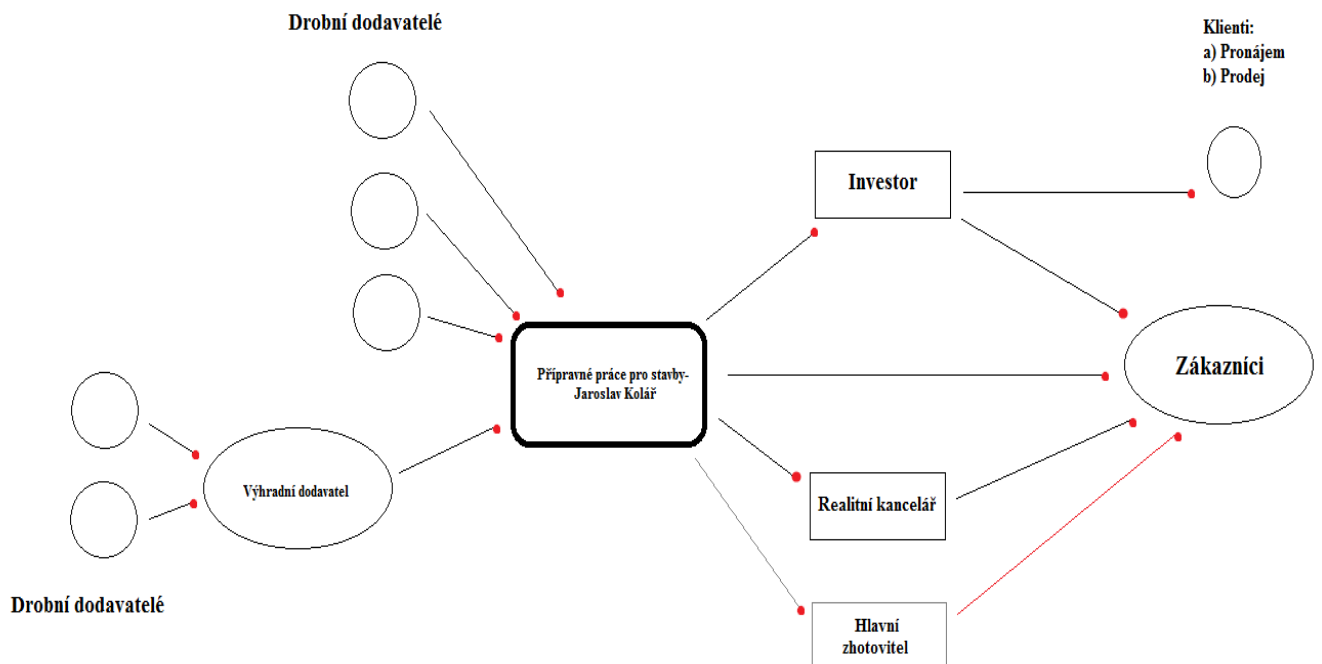 Drobní dodavatelé
Klienti:
a) Pronájem
b) Prodej
Investor
Přípravné práce pro stavby-
Jaroslav Kolář
Zákazníci
Výhradní dodavatel
Realitní kancelář
Drobní dodavatelé
Hlavní
zhotovitel